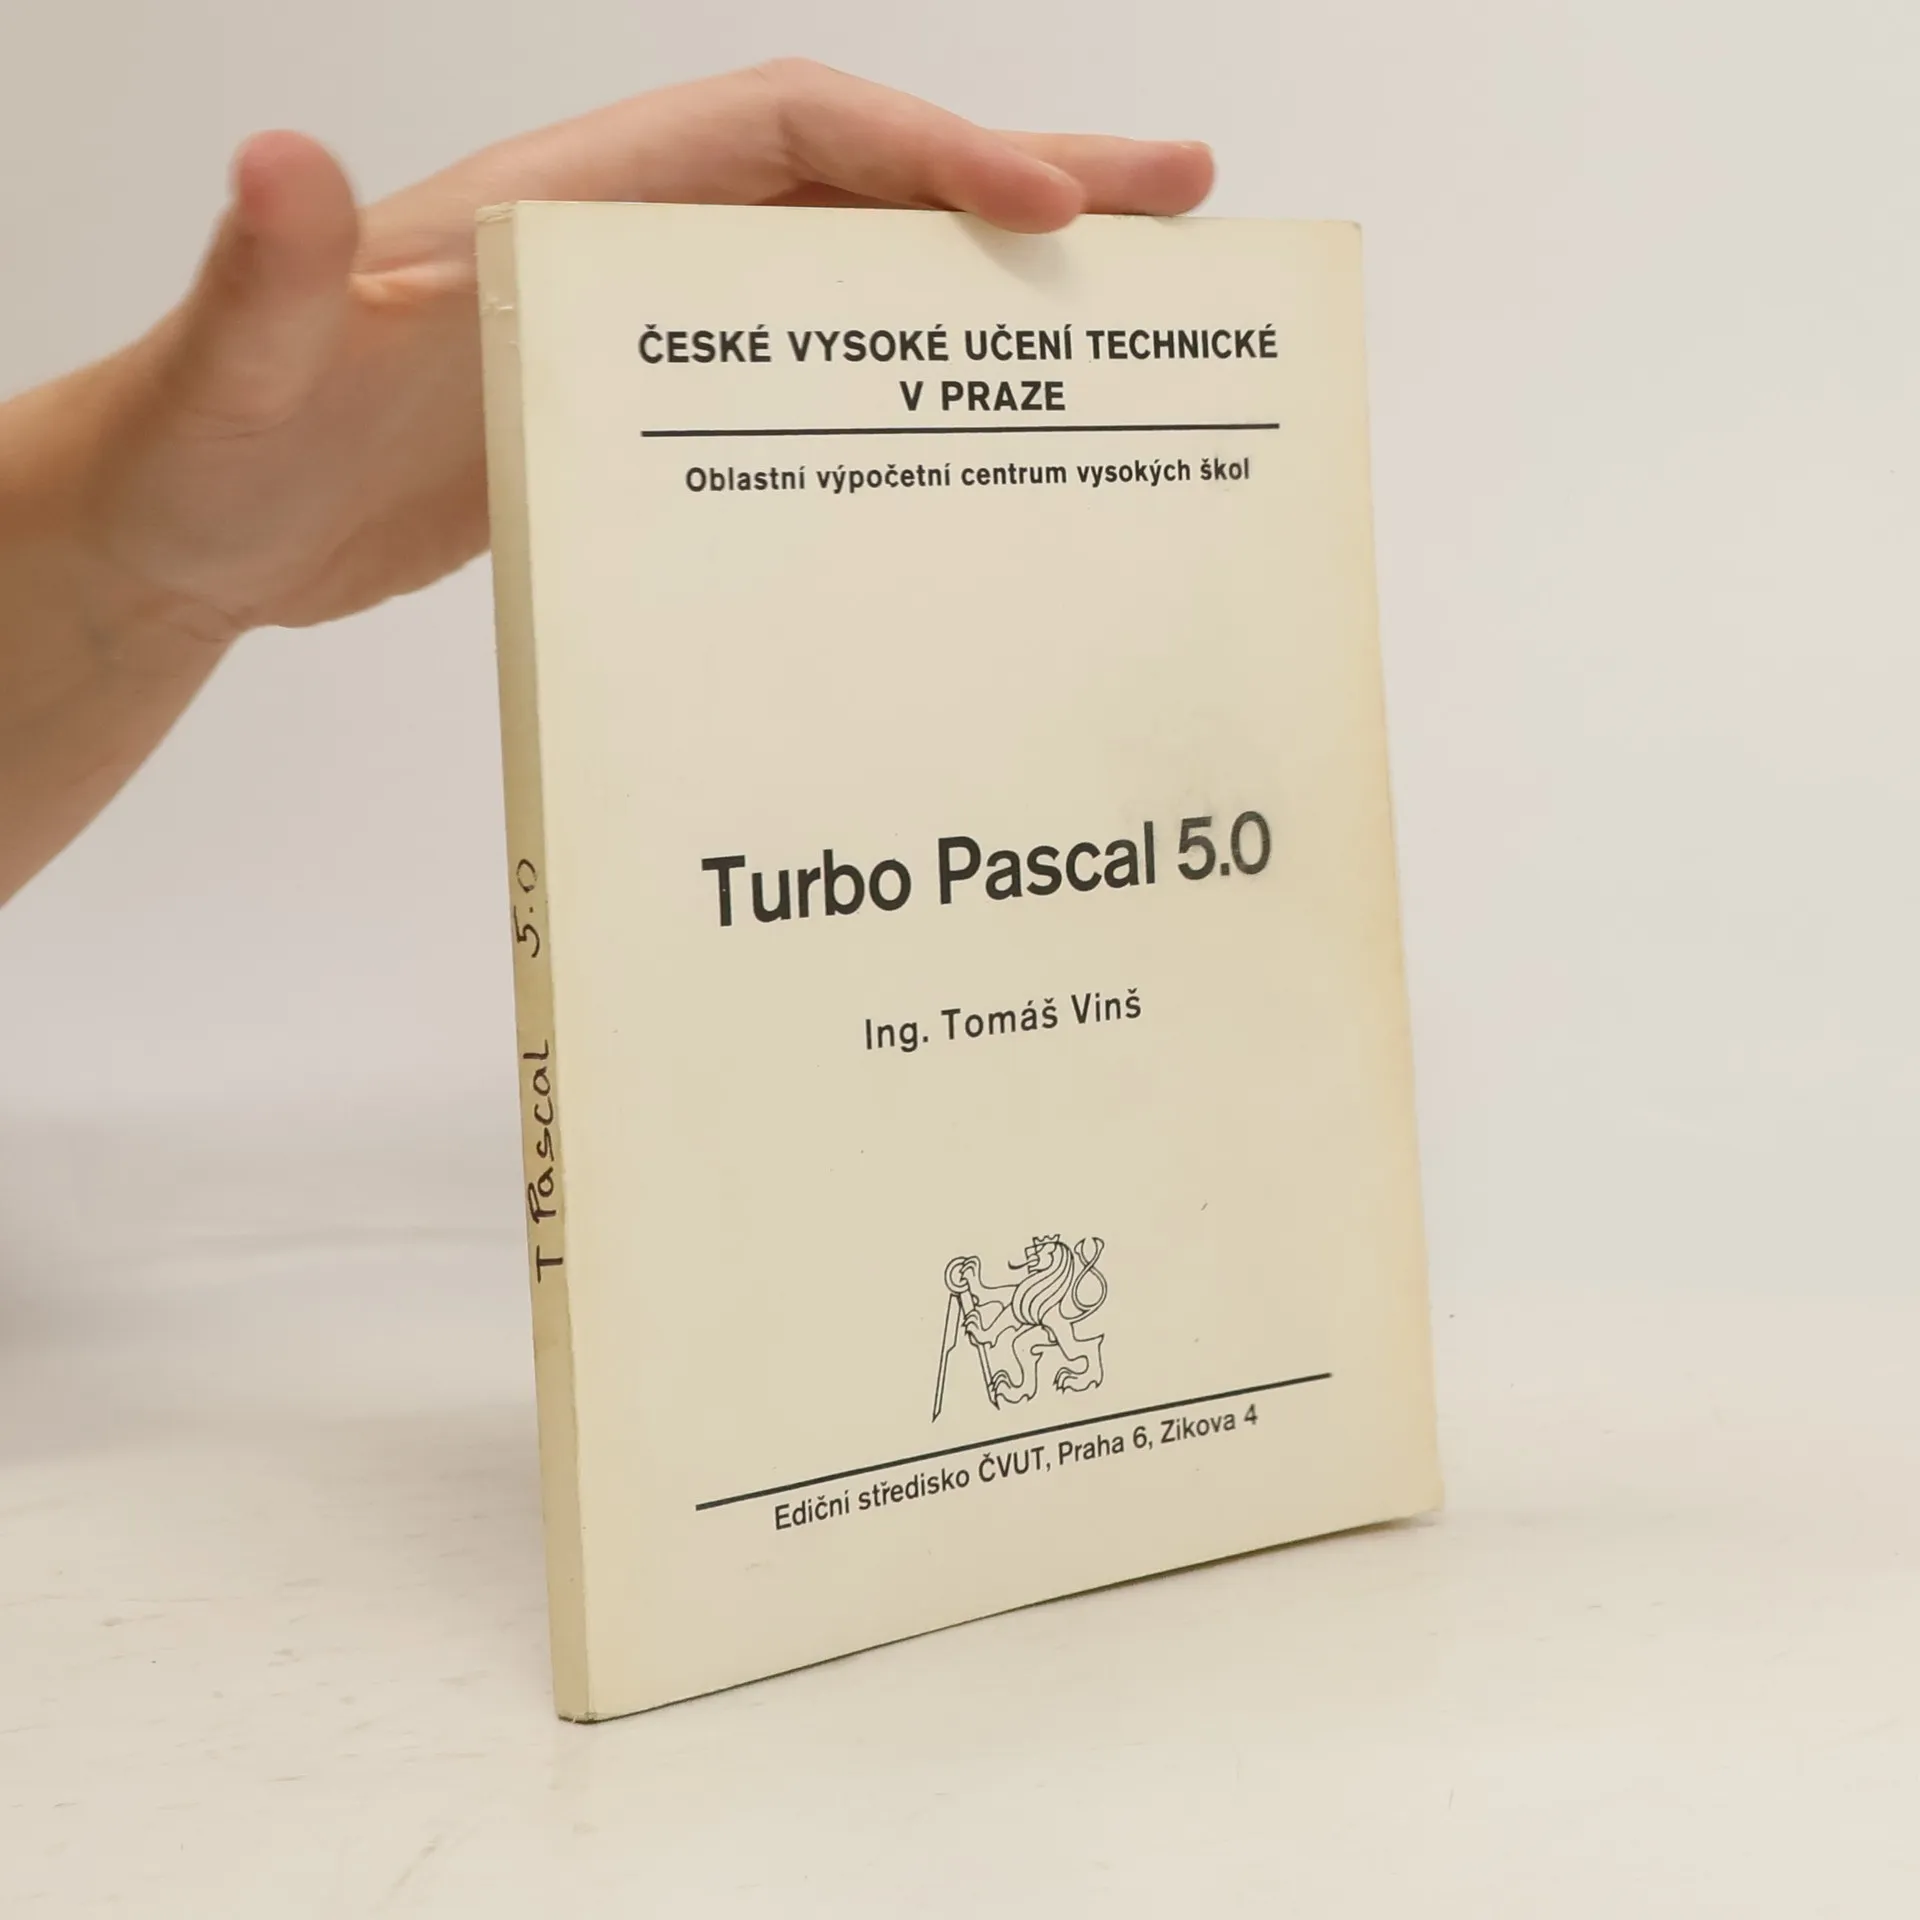 ČESKÉ VYSOKÉ UČENÍ TECHNICKÉ
V PRAZE
Oblastní výpočetní centrum vysokých škol
Turbo Pascal 5.0
Ing. Tomáš Vinš
Ediční středisko ČVUT, Praha 6, Zikova 4
T Pascal 5.0